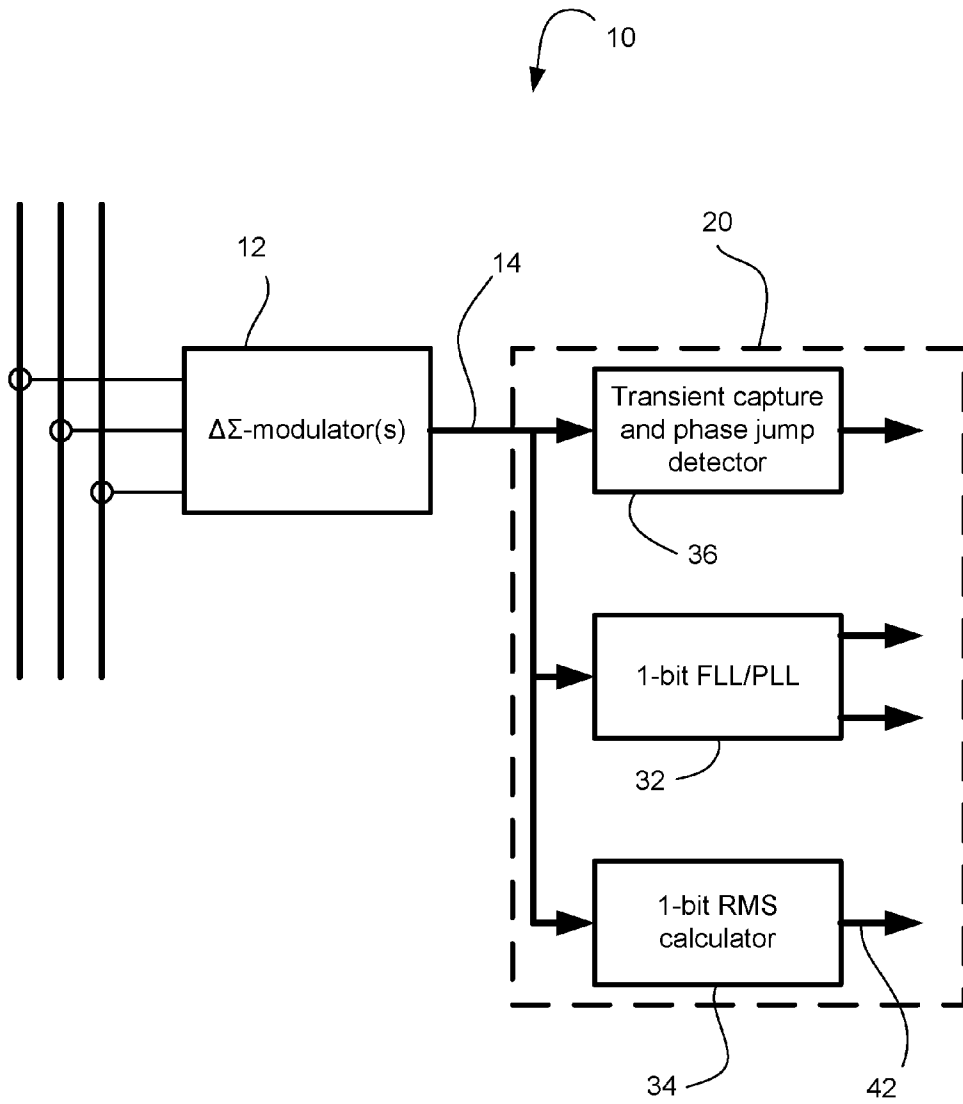 10
12
14
20
ΔΣ-modulator(s)
Transient capture
and phase jump
detector
36
1-bit FLL/PLL
32
1-bit RMS
calculator
34
42